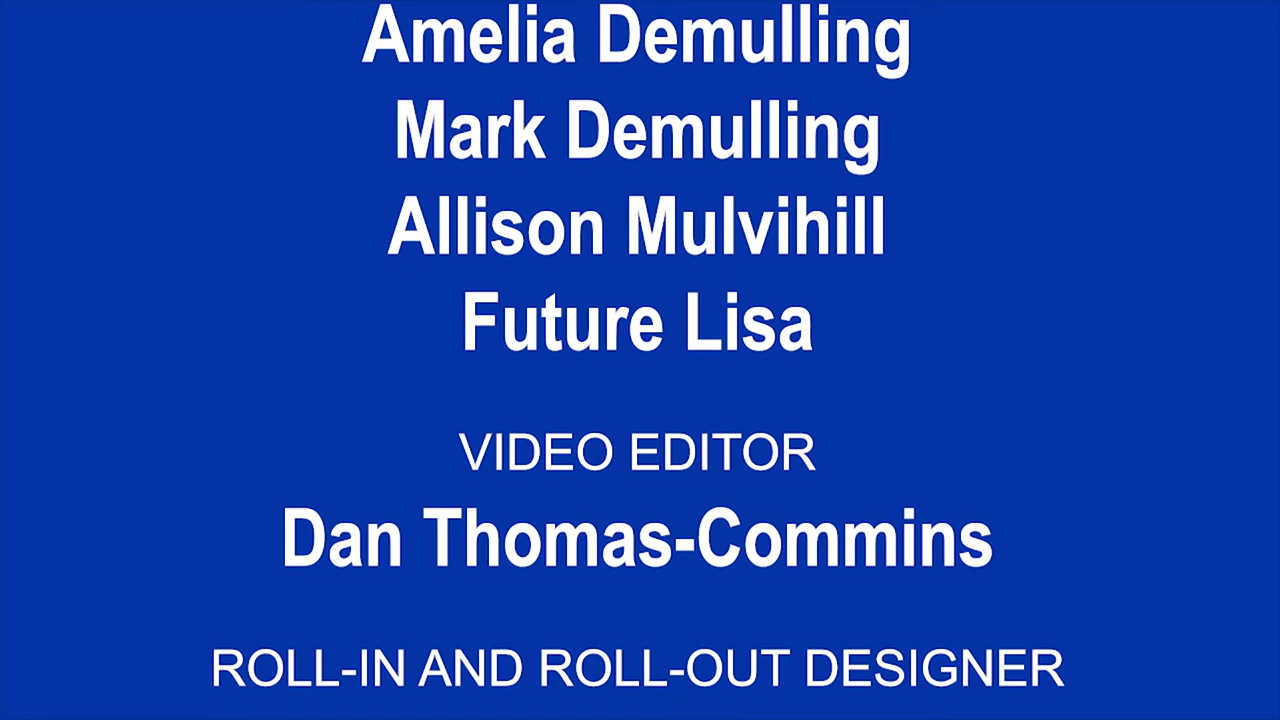 Amelia Demulling
Mark Demulling
Allison Mulvihill
Future Lisa
VIDEO EDITOR
Dan Thomas-Commins
ROLL-IN AND ROLL-OUT DESIGNER